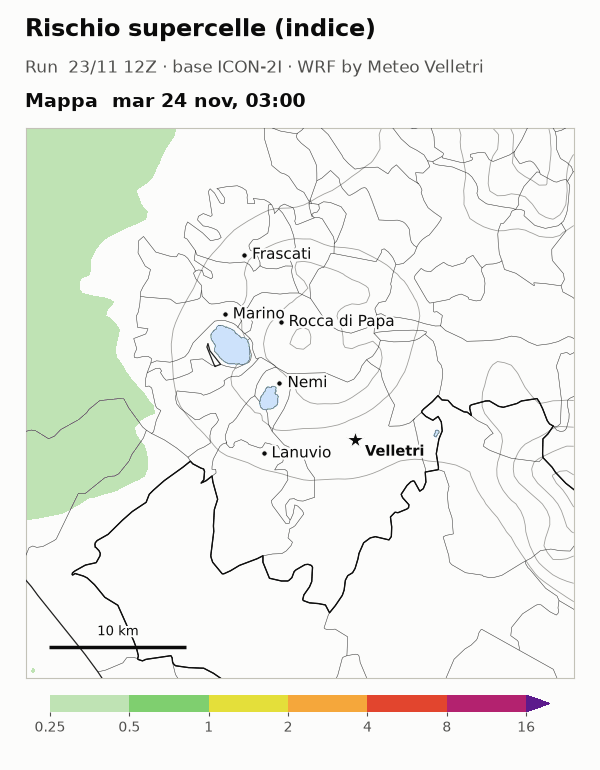 Rischio supercelle (indice)
Run  23/11 12Z · base ICON-2I · WRF by Meteo Velletri
Mappa  mar 24 nov, 03:00
Frascati
Marino
Rocca di Papa
Nemi
Velletri
Lanuvio
10 km
0.25 0.5 1 2 4 8 16